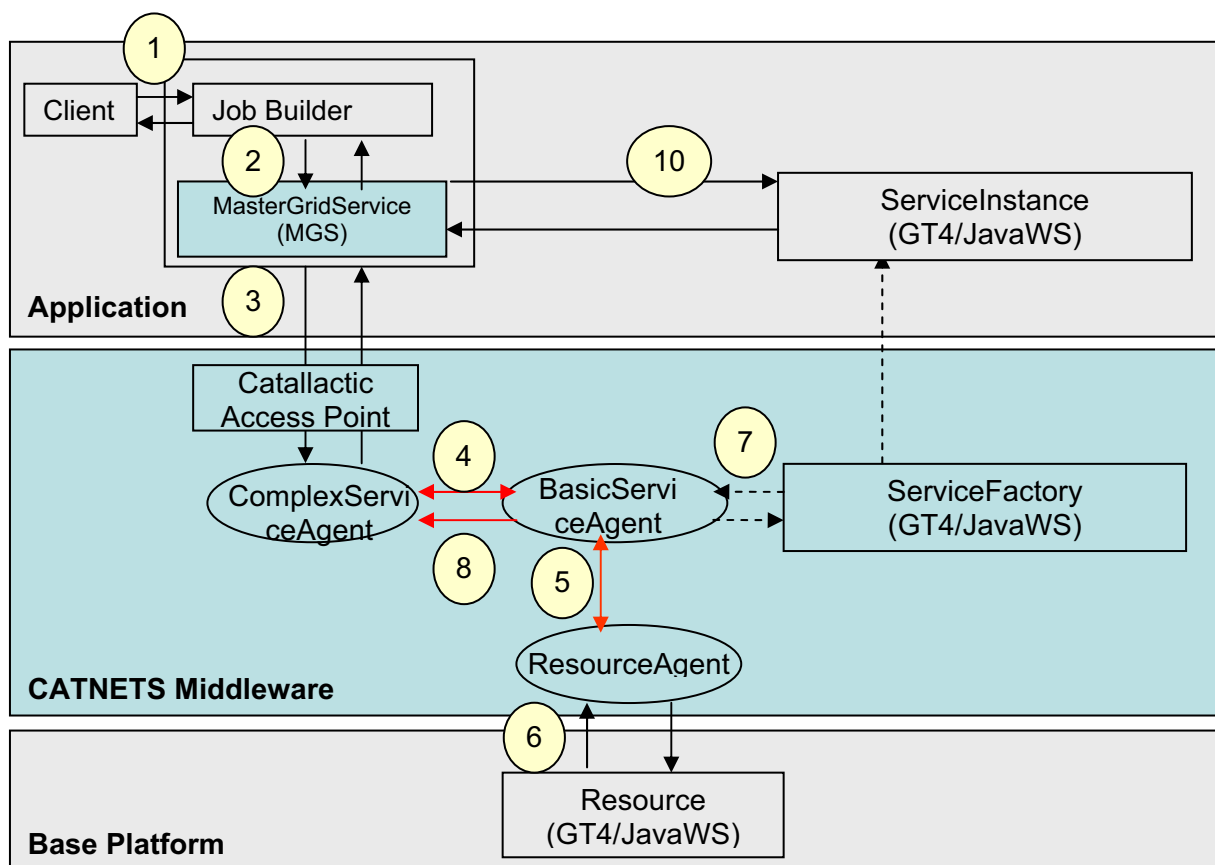 1
Client
Job Builder
2
10
MasterGridService
(MGS)
ServiceInstance
(GT4/JavaWS)
3
Application
Catallactic
Access Point
4
7
ComplexServi
ceAgent
BasicServi
ceAgent
ServiceFactory
(GT4/JavaWS)
8
5
ResourceAgent
CATNETS Middleware
6
Resource
(GT4/JavaWS)
Base Platform